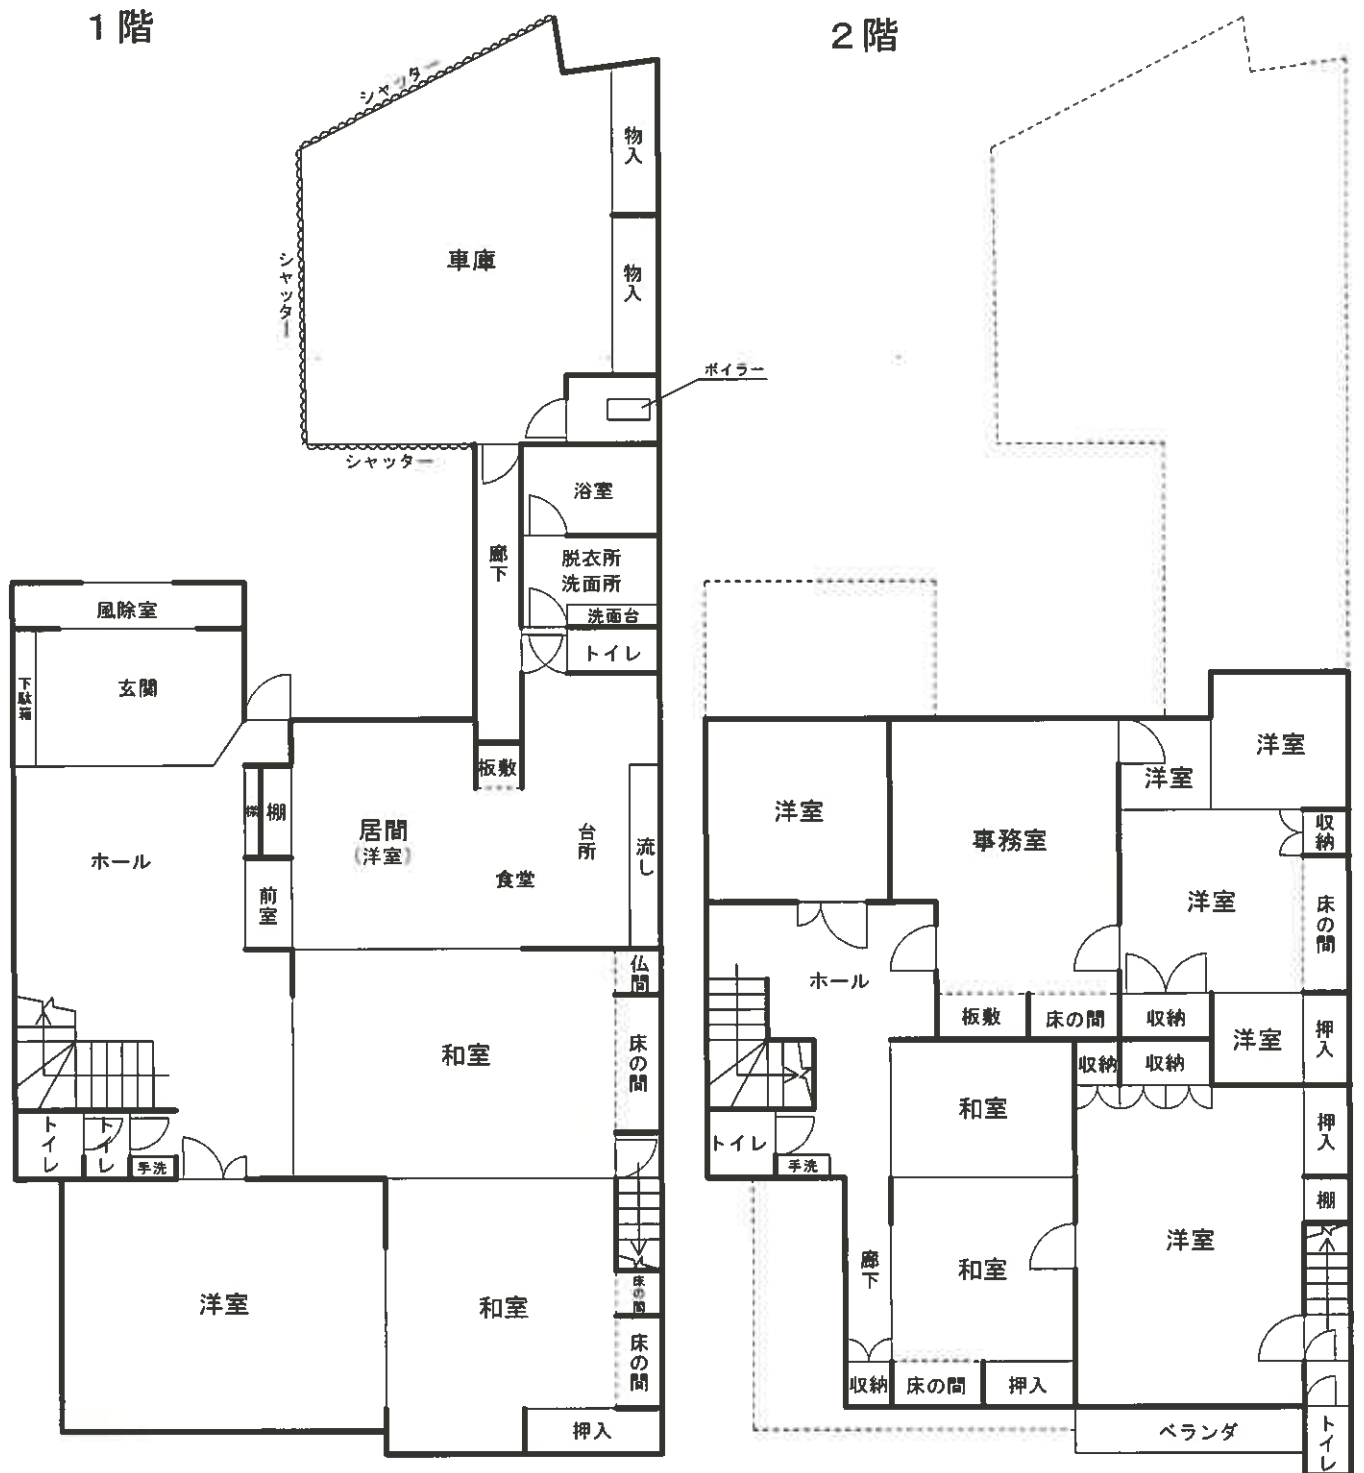 1階
シャッター
物入
車庫
物入
シャッター
ボイラー
シャッター
浴室
廊下
脱衣所
洗面所
洗面台
トイレ
風除室
下駄箱
玄関
板敷
棚
居間
(洋室)
台所
流し
食堂
ホール
前室
仏間
和室
床の間
トイレ
トイレ
手洗
洋室
和室
床の間
床の間
押入
2階
洋室
洋室
洋室
事務室
収納
洋室
床の間
ホール
板敷
床の間
収納
洋室
押入
収納
収納
和室
押入
トイレ
手洗
棚
洋室
廊下
和室
収納
床の間
押入
ベランダ
トイレ